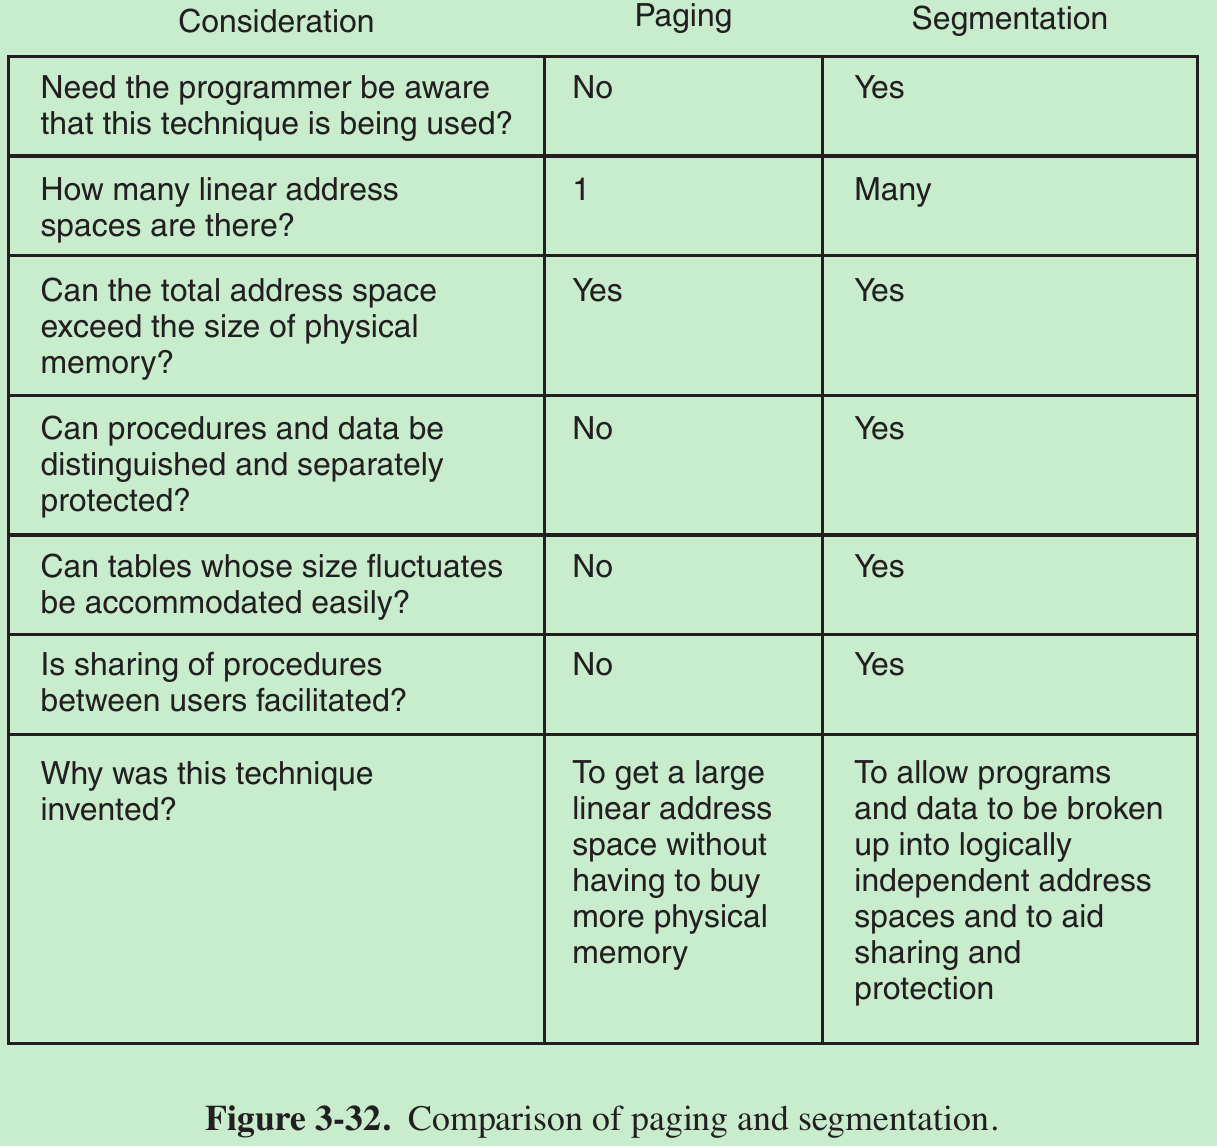 Consideration
Paging
Segmentation
Need the programmer be aware
that this technique is being used?
No
Yes
How many linear address
spaces are there?
1
Many
Can the total address space
exceed the size of physical
memory?
Yes
Yes
Can procedures and data be
distinguished and separately
protected?
No
Yes
Can tables whose size fluctuates
be accommodated easily?
No
Yes
Is sharing of procedures
between users facilitated?
No
Yes
Why was this technique
invented?
To get a large
linear address
space without
having to buy
more physical
memory
To allow programs
and data to be broken
up into logically
independent address
spaces and to aid
sharing and
protection
Figure 3-32. Comparison of paging and segmentation.